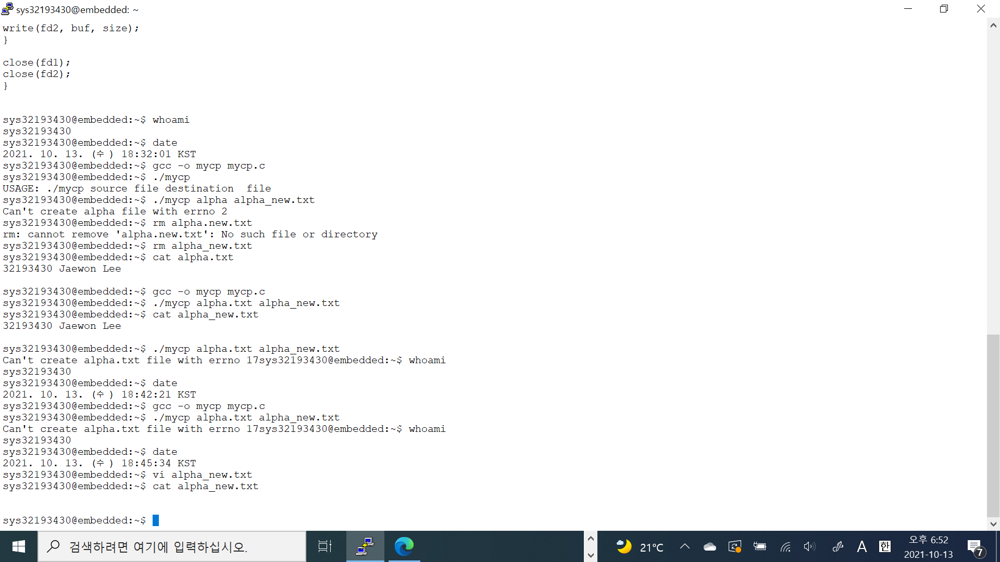 sys32193430@embedded: ~
write(fd2, buf, size);
}
close(fd1);
close(fd2);
}
sys32193430@embedded:~$ whoami
sys32193430
sys32193430@embedded:~$ date
2021. 10. 13. (수 ) 18:32:01 KST
sys32193430@embedded:~$ gcc -o mycp mycp.c
sys32193430@embedded:~$ ./mycp
USAGE: ./mycp source file destination  file
sys32193430@embedded:~$ ./mycp alpha alpha_new.txt
Can't create alpha file with errno 2
sys32193430@embedded:~$ rm alpha.new.txt
rm: cannot remove 'alpha.new.txt': No such file or directory
sys32193430@embedded:~$ rm alpha_new.txt
sys32193430@embedded:~$ cat alpha.txt
32193430 Jaewon Lee
sys32193430@embedded:~$ gcc -o mycp mycp.c
sys32193430@embedded:~$ ./mycp alpha.txt alpha_new.txt
sys32193430@embedded:~$ cat alpha_new.txt
32193430 Jaewon Lee
sys32193430@embedded:~$ ./mycp alpha.txt alpha_new.txt
Can't create alpha.txt file with errno 17sys32193430@embedded:~$ whoami
sys32193430
sys32193430@embedded:~$ date
2021. 10. 13. (수 ) 18:42:21 KST
sys32193430@embedded:~$ gcc -o mycp mycp.c
sys32193430@embedded:~$ ./mycp alpha.txt alpha_new.txt
Can't create alpha.txt file with errno 17sys32193430@embedded:~$ whoami
sys32193430
sys32193430@embedded:~$ date
2021. 10. 13. (수 ) 18:45:34 KST
sys32193430@embedded:~$ vi alpha_new.txt
sys32193430@embedded:~$ cat alpha_new.txt
sys32193430@embedded:~$
검색하려면 여기에 입력하십시오.
21°C
A
한
오후 6:52
2021-10-13
7